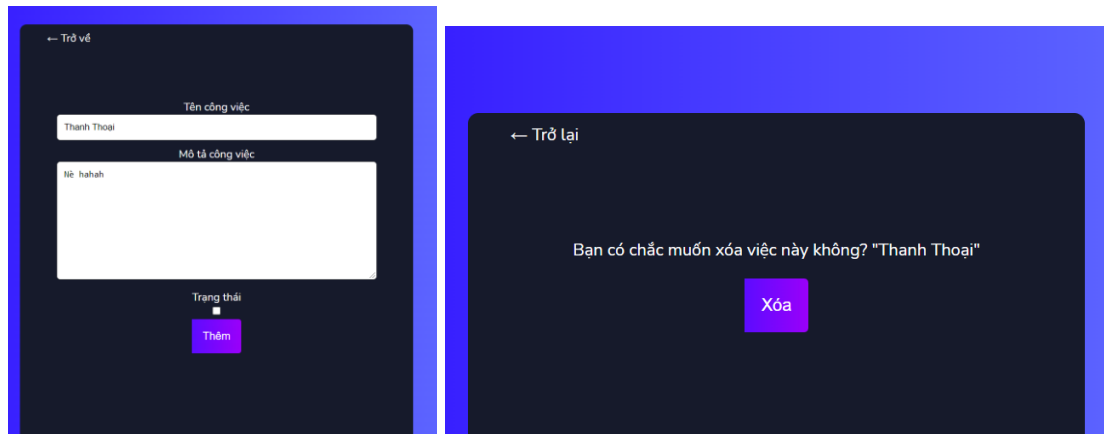 ← Trở về
Tên công việc
Thanh Thoại
Mô tả công việc
Nè hahah
Trạng thái
Thêm
← Trở lại
Bạn có chắc muốn xóa việc này không? "Thanh Thoại"
Xóa